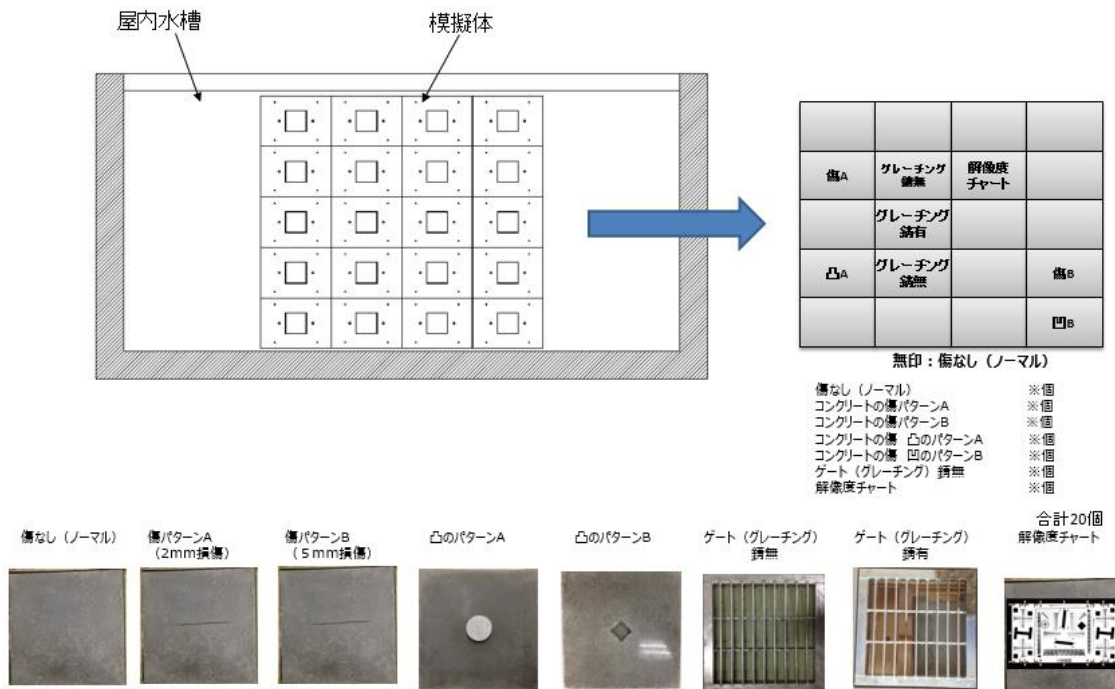 屋内水槽
模擬体
傷A
グレーチング
錆無
解像度
チャート
グレーチング
錆有
凸A
グレーチング
錆無
傷B
凹B
無印：傷なし（ノーマル）
傷なし（ノーマル） ※個
コンクリートの傷パターンA ※個
コンクリートの傷パターンB ※個
コンクリートの傷 凸のパターンA ※個
コンクリートの傷 凹のパターンB ※個
ゲート（グレーチング）錆無 ※個
解像度チャート ※個
合計20個
傷なし（ノーマル）
傷パターンA
（2mm損傷）
傷パターンB
（５mm損傷）
凸のパターンA
凸のパターンB
ゲート（グレーチング）
錆無
ゲート（グレーチング）
錆有
解像度チャート